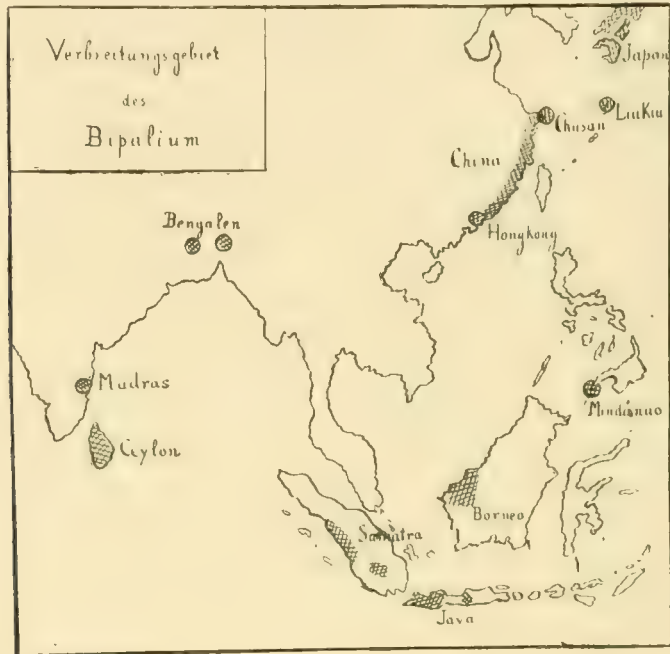 Verbreitungsgebiet
des
Bipalium
Japan
Chusan
LiuKiu
China
Hongkong
Bengalen
Madras
Ceylon
Mindanao
Borneo
Sumatra
Java